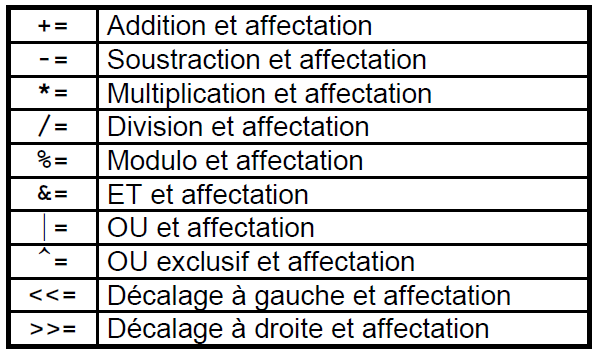 += Addition et affectation
-= Soustraction et affectation
*= Multiplication et affectation
/= Division et affectation
%= Modulo et affectation
&= ET et affectation
|= OU et affectation
^= OU exclusif et affectation
<<= Décalage à gauche et affectation
>>= Décalage à droite et affectation